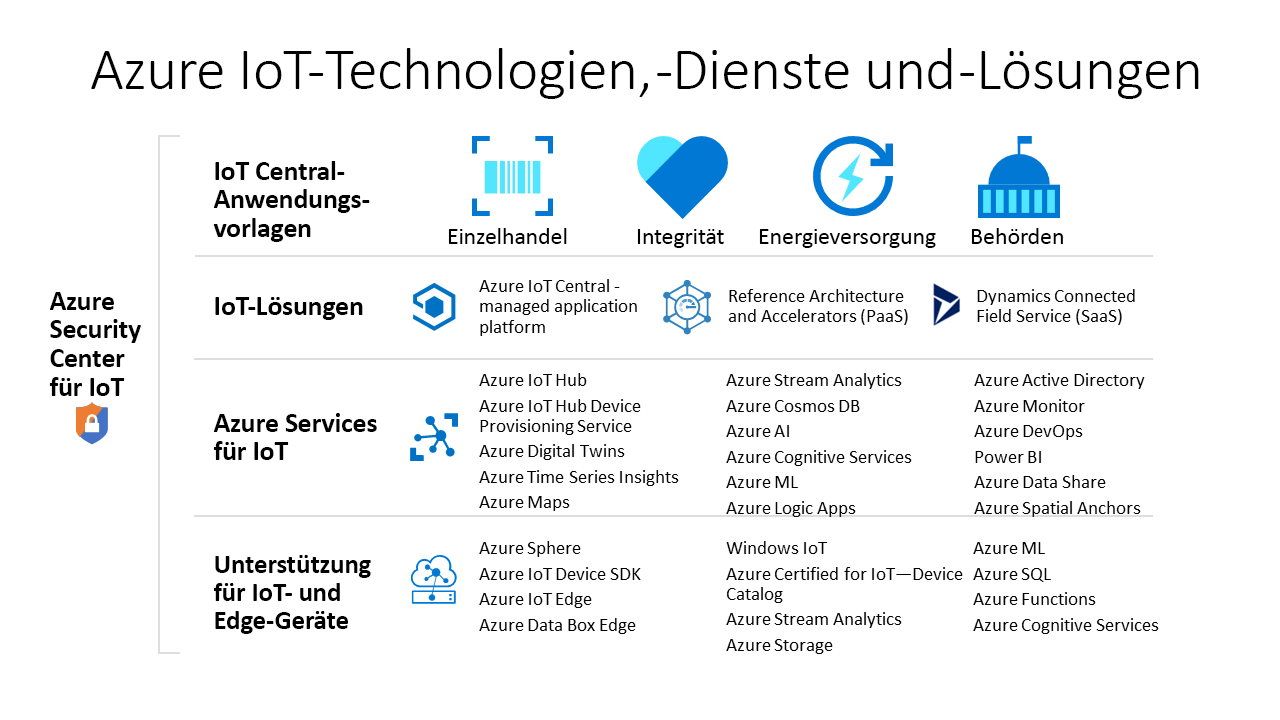 Azure IoT-Technologien, -Dienste und -Lösungen
Azure
Security
Center
für IoT
IoT Central-
Anwendungs-
vorlagen
Einzelhandel
Integrität
Energieversorgung
Behörden
IoT-Lösungen
Azure IoT Central -
managed application
platform
Reference Architecture
and Accelerators (PaaS)
Dynamics Connected
Field Service (SaaS)
Azure Services
für IoT
Azure IoT Hub
Azure IoT Hub Device
Provisioning Service
Azure Digital Twins
Azure Time Series Insights
Azure Maps
Azure Stream Analytics
Azure Cosmos DB
Azure AI
Azure Cognitive Services
Azure ML
Azure Logic Apps
Azure Active Directory
Azure Monitor
Azure DevOps
Power BI
Azure Data Share
Azure Spatial Anchors
Unterstützung
für IoT- und
Edge-Geräte
Azure Sphere
Azure IoT Device SDK
Azure IoT Edge
Azure Data Box Edge
Windows IoT
Azure Certified for IoT—Device
Catalog
Azure Stream Analytics
Azure Storage
Azure ML
Azure SQL
Azure Functions
Azure Cognitive Services